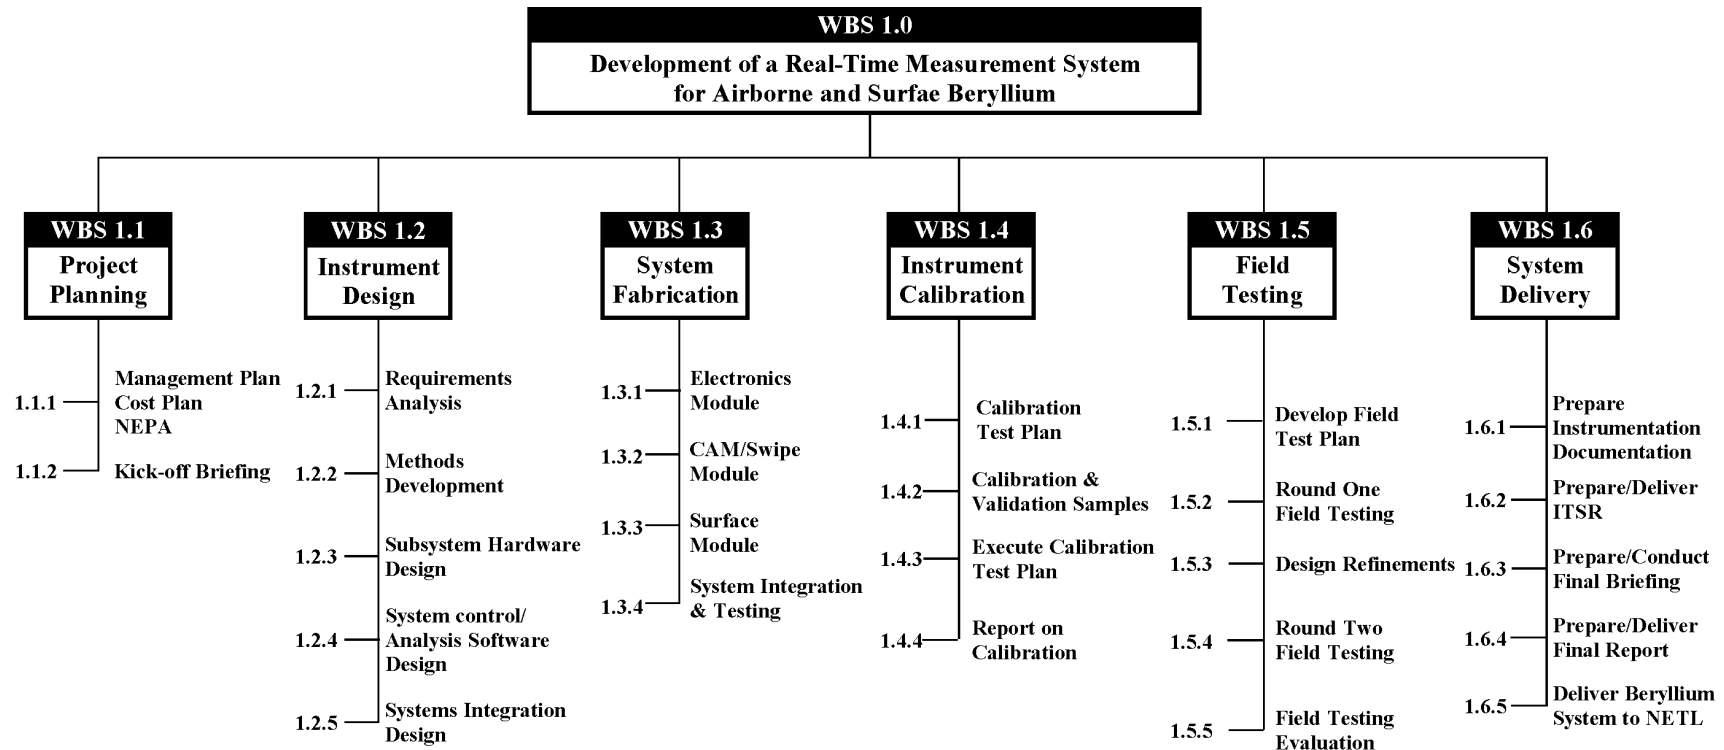 WBS 1.0
Development of a Real-Time Measurement System
for Airborne and Surfae Beryllium
WBS 1.1
Project
Planning
1.1.1
Management Plan
Cost Plan
NEPA
1.1.2
Kick-off Briefing
WBS 1.2
Instrument
Design
1.2.1
Requirements
Analysis
1.2.2
Methods
Development
1.2.3
Subsystem Hardware
Design
1.2.4
System control/
Analysis Software
Design
1.2.5
Systems Integration
Design
WBS 1.3
System
Fabrication
1.3.1
Electronics
Module
1.3.2
CAM/Swipe
Module
1.3.3
Surface
Module
1.3.4
System Integration
& Testing
WBS 1.4
Instrument
Calibration
1.4.1
Calibration
Test Plan
1.4.2
Calibration &
Validation Samples
1.4.3
Execute Calibration
Test Plan
1.4.4
Report on
Calibration
WBS 1.5
Field
Testing
1.5.1
Develop Field
Test Plan
1.5.2
Round One
Field Testing
1.5.3
Design Refinements
1.5.4
Round Two
Field Testing
1.5.5
Field Testing
Evaluation
WBS 1.6
System
Delivery
1.6.1
Prepare
Instrumentation
Documentation
1.6.2
Prepare/Deliver
ITSR
1.6.3
Prepare/Conduct
Final Briefing
1.6.4
Prepare/Deliver
Final Report
1.6.5
Deliver Beryllium
System to NETL